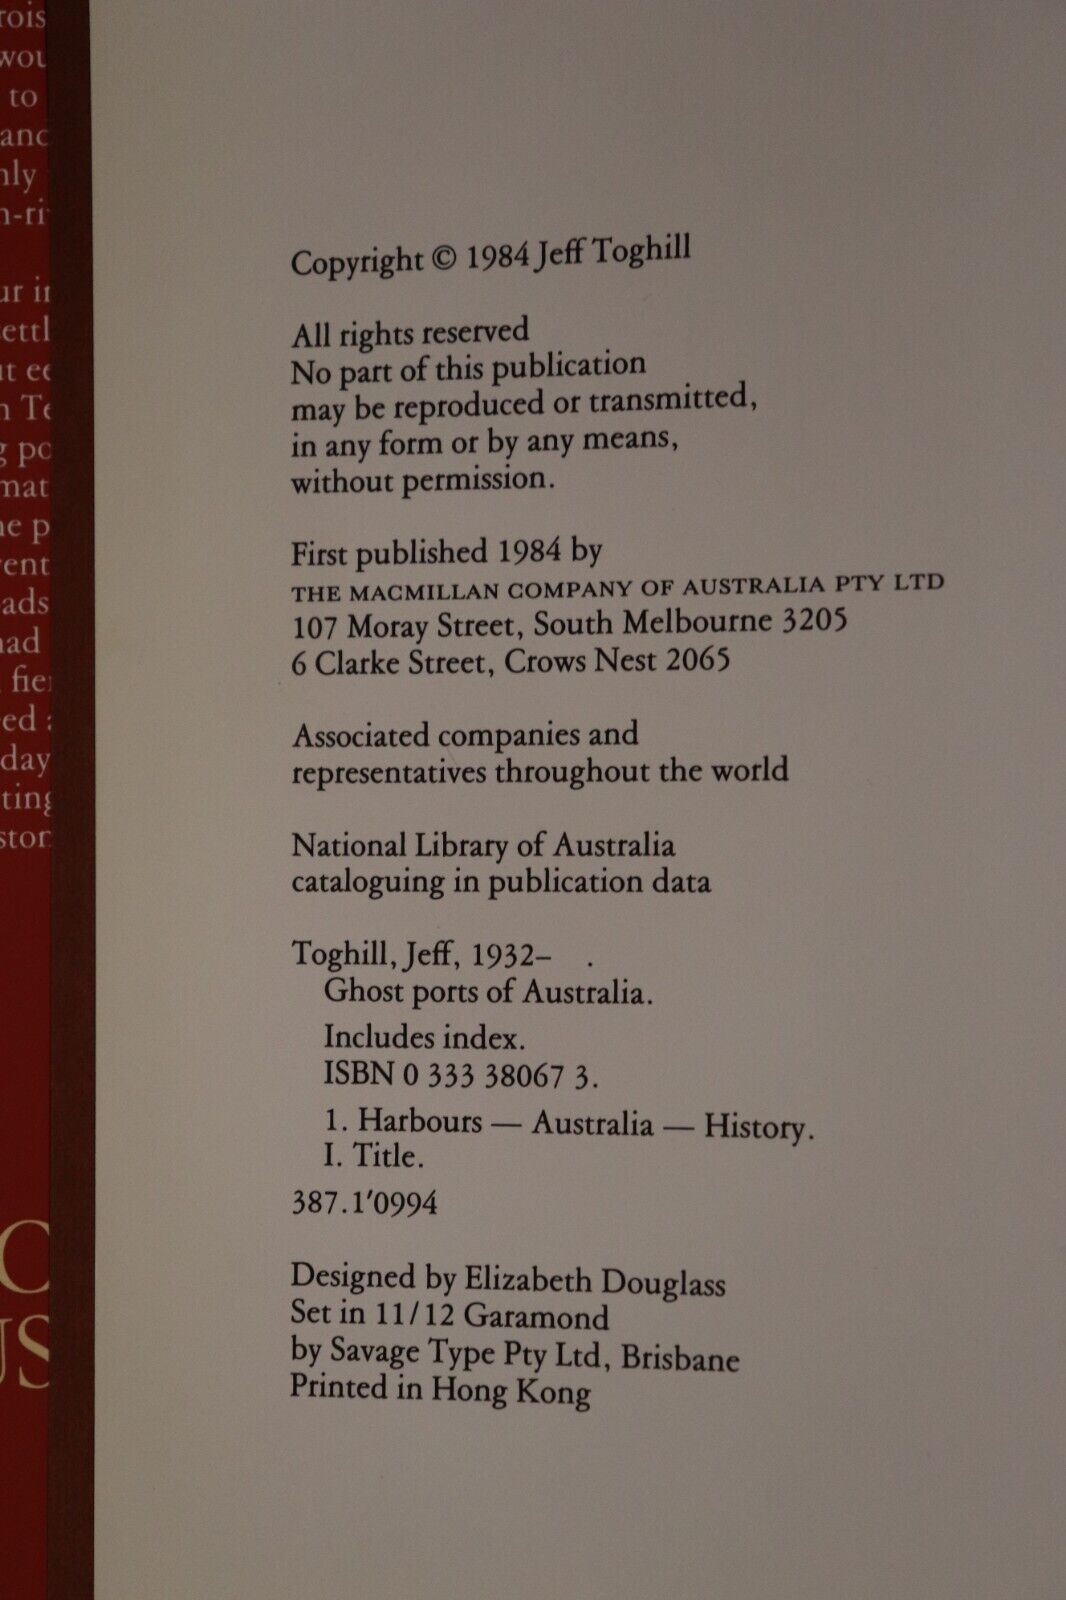 Copyright © 1984 Jeff Toghill
All rights reserved
No part of this publication
may be reproduced or transmitted,
in any form or by any means,
without permission.
First published 1984 by
THE MACMILLAN COMPANY OF AUSTRALIA PTY LTD
107 Moray Street, South Melbourne 3205
6 Clarke Street, Crows Nest 2065
Associated companies and
representatives throughout the world
National Library of Australia
cataloguing in publication data
Toghill, Jeff, 1932– .
Ghost ports of Australia.
Includes index.
ISBN 0 333 38067 3.
1. Harbours — Australia — History.
I. Title.
387.1'0994
Designed by Elizabeth Douglass
Set in 11/12 Garamond
by Savage Type Pty Ltd, Brisbane
Printed in Hong Kong